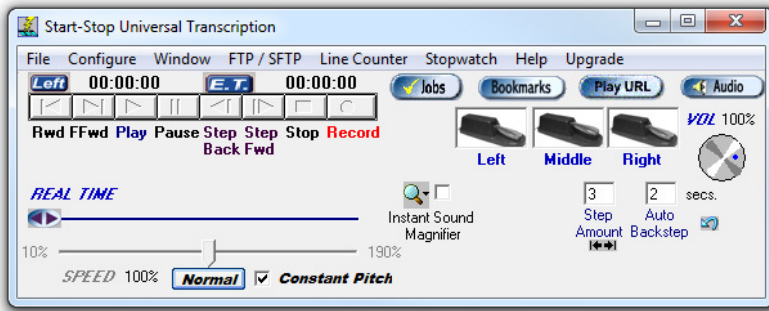 Start-Stop Universal Transcription
File Configure Window FTP / SFTP Line Counter Stopwatch Help Upgrade
Left 00:00:00 E.T. 00:00:00 Jobs Bookmarks Play URL Audio
Rwd FFwd Play Pause Step Back Step Fwd Stop Record
Left Middle Right
VOL 100%
REAL TIME
Instant Sound
Magnifier
3 2 secs.
Step Amount
Auto Backstep
10% 190%
SPEED 100% Normal Constant Pitch